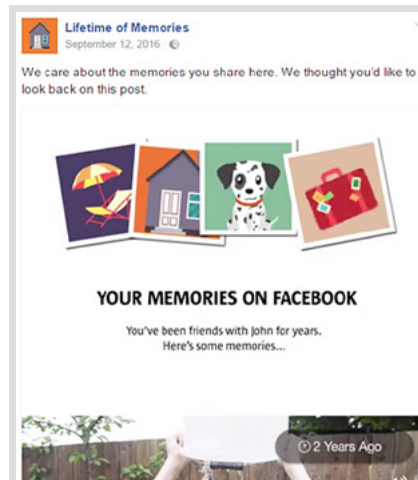 Lifetime of Memories
September 12, 2016
We care about the memories you share here. We thought you'd like to
look back on this post.
YOUR MEMORIES ON FACEBOOK
You've been friends with John for years.
Here's some memories...
2 Years Ago